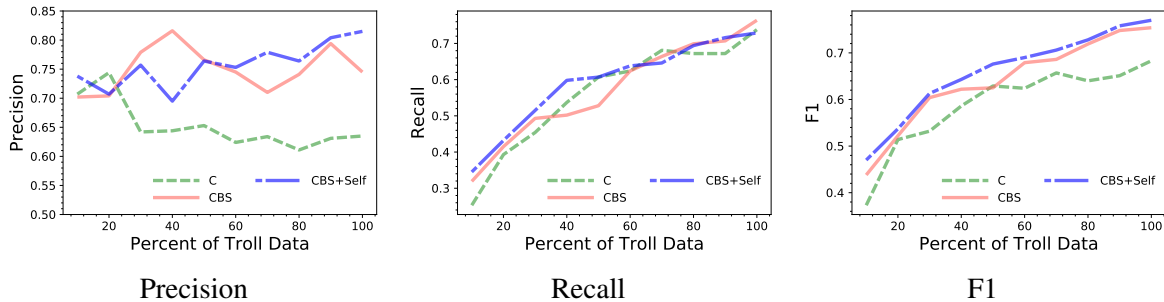 0.85
0.80
0.75
0.70
0.65
0.60
0.55
0.50
Precision
20 40 60 80 100
Percent of Troll Data
C
CBS
CBS+Self
Precision
0.7
0.6
0.5
0.4
0.3
Recall
20 40 60 80 100
Percent of Troll Data
C
CBS
CBS+Self
Recall
0.7
0.6
0.5
0.4
F1
20 40 60 80 100
Percent of Troll Data
C
CBS
CBS+Self
F1